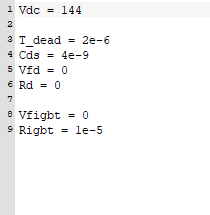 1 Vdc = 144
2
3 T_dead = 2e-6
4 Cds = 4e-9
5 Vfd = 0
6 Rd = 0
7
8 Vfigbt = 0
9 Rigbt = 1e-5